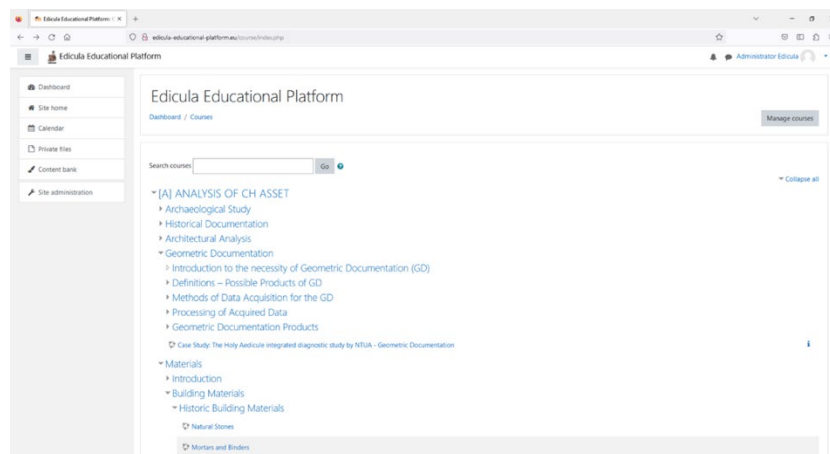 Edicula Educational Platform: C
edicula-educational-platform.eu/course/index.php
Edicula Educational Platform
Administrator Edicula
Dashboard
Site home
Calendar
Private files
Content bank
Site administration
Edicula Educational Platform
Dashboard / Courses
Manage courses
Search courses
Go
Collapse all
[A] ANALYSIS OF CH ASSET
Archaeological Study
Historical Documentation
Architectural Analysis
Geometric Documentation
Introduction to the necessity of Geometric Documentation (GD)
Definitions – Possible Products of GD
Methods of Data Acquisition for the GD
Processing of Acquired Data
Geometric Documentation Products
Case Study: The Holy Aedicule integrated diagnostic study by NTUA - Geometric Documentation
Materials
Introduction
Building Materials
Historic Building Materials
Natural Stones
Mortars and Binders